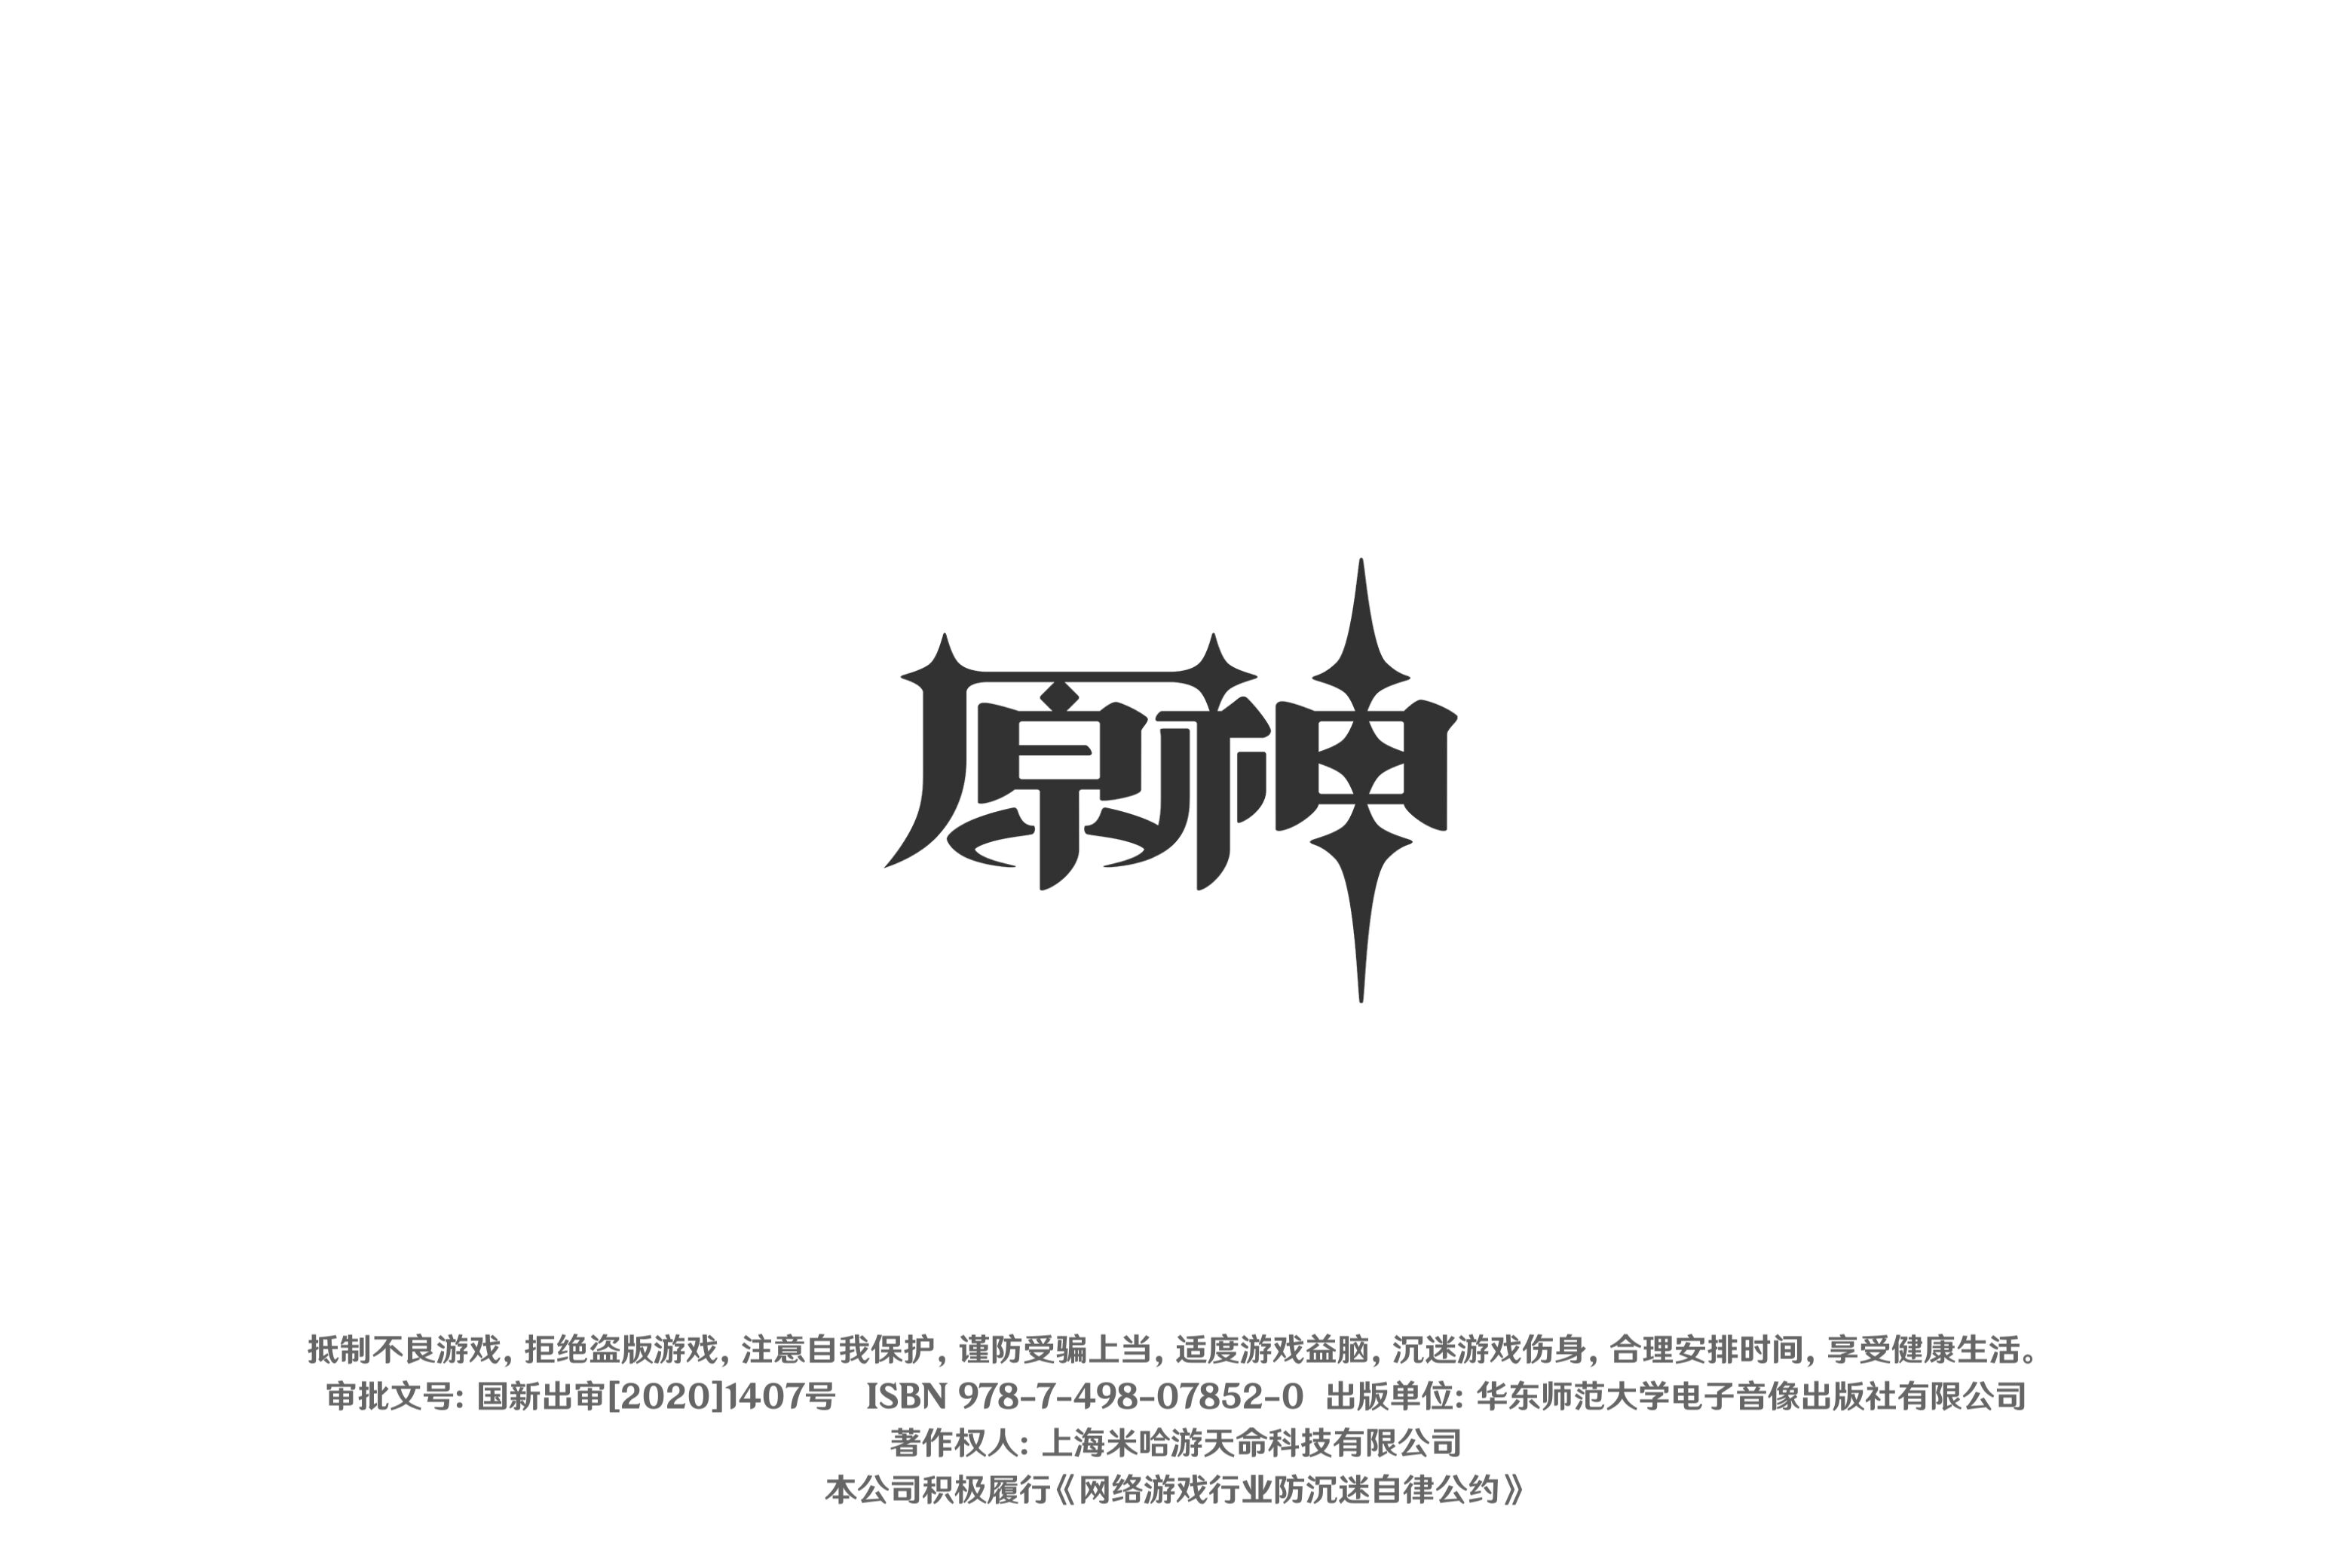 原神
抵制不良游戏，拒绝盗版游戏，注意自我保护，谨防受骗上当，适度游戏益脑，沉迷游戏伤身，合理安排时间，享受健康生活。
审批文号：国新出审[2020]1407号 ISBN 978-7-498-07852-0 出版单位：华东师范大学电子音像出版社有限公司
著作权人：上海米哈游天命科技有限公司
本公司积极履行《网络游戏行业防沉迷自律公约》